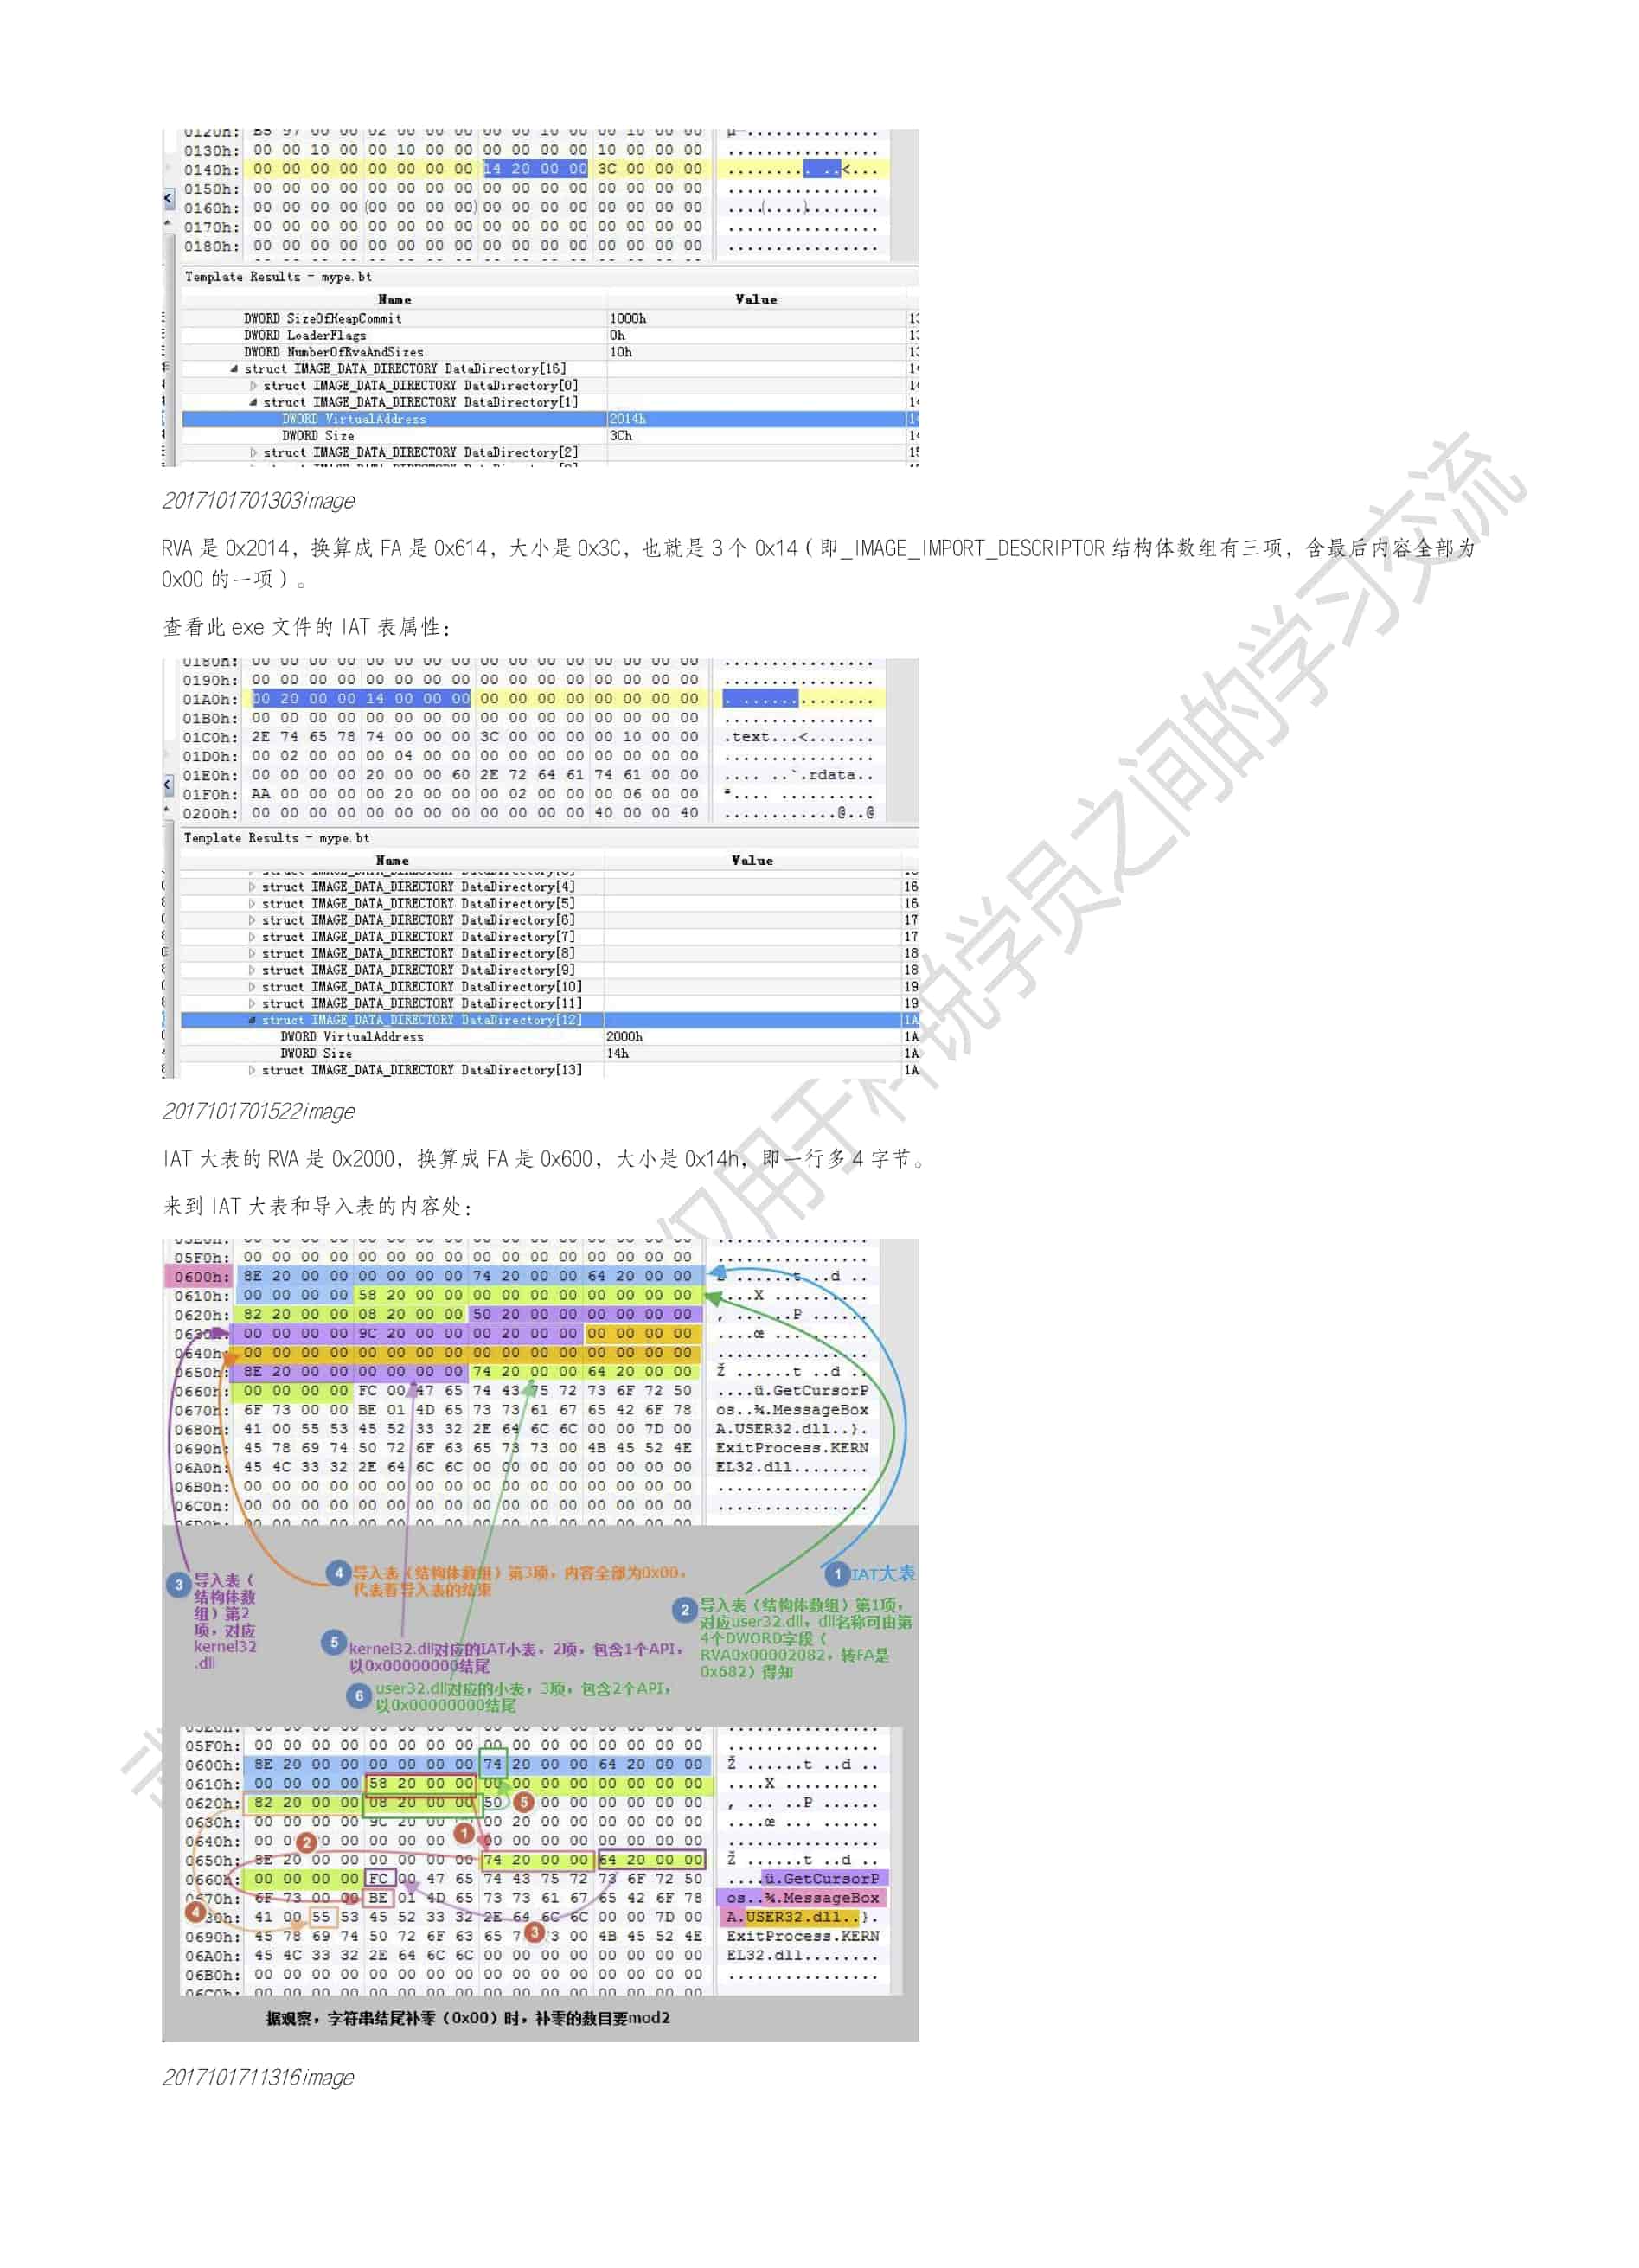 0120h: B5 97 00 00 02 00 00 00 00 00 10 00 00 10 00 00 µ—..............
0130h: 00 00 10 00 00 10 00 00 00 00 00 00 10 00 00 00 ................
0140h: 00 00 00 00 00 00 00 00 14 20 00 00 3C 00 00 00 ......... ..<...
0150h: 00 00 00 00 00 00 00 00 00 00 00 00 00 00 00 00 ................
0160h: 00 00 00 00 (00 00 00 00) 00 00 00 00 00 00 00 00 ....(....)........
0170h: 00 00 00 00 00 00 00 00 00 00 00 00 00 00 00 00 ................
0180h: 00 00 00 00 00 00 00 00 00 00 00 00 00 00 00 00 ................
Template Results - mype.bt
Name Value
DWORD SizeOfHeapCommit 1000h
DWORD LoaderFlags 0h
DWORD NumberOfRvaAndSizes 10h
struct IMAGE_DATA_DIRECTORY DataDirectory[16]
struct IMAGE_DATA_DIRECTORY DataDirectory[0]
struct IMAGE_DATA_DIRECTORY DataDirectory[1]
DWORD VirtualAddress 2014h
DWORD Size 3Ch
struct IMAGE_DATA_DIRECTORY DataDirectory[2]
2017101701303image
RVA 是 0x2014，换算成 FA 是 0x614，大小是 0x3C，也就是 3 个 0x14（即_IMAGE_IMPORT_DESCRIPTOR 结构体数组有三项，含最后内容全部为
0x00 的一项）。
查看此 exe 文件的 IAT 表属性：
0180h: 00 00 00 00 00 00 00 00 00 00 00 00 00 00 00 00 ................
0190h: 00 00 00 00 00 00 00 00 00 00 00 00 00 00 00 00 ................
01A0h: 00 20 00 00 14 00 00 00 00 00 00 00 00 00 00 00 . ..............
01B0h: 00 00 00 00 00 00 00 00 00 00 00 00 00 00 00 00 ................
01C0h: 2E 74 65 78 74 00 00 00 3C 00 00 00 00 10 00 00 .text...<.......
01D0h: 00 02 00 00 00 04 00 00 00 00 00 00 00 00 00 00 ................
01E0h: 00 00 00 00 20 00 00 60 2E 72 64 61 74 61 00 00 .... ..`.rdata..
01F0h: AA 00 00 00 00 20 00 00 00 02 00 00 00 06 00 00 ª.... ..........
0200h: 00 00 00 00 00 00 00 00 00 00 00 00 40 00 00 40 ............@..@
Template Results - mype.bt
Name Value
struct IMAGE_DATA_DIRECTORY DataDirectory[4] 16
struct IMAGE_DATA_DIRECTORY DataDirectory[5] 16
struct IMAGE_DATA_DIRECTORY DataDirectory[6] 17
struct IMAGE_DATA_DIRECTORY DataDirectory[7] 17
struct IMAGE_DATA_DIRECTORY DataDirectory[8] 18
struct IMAGE_DATA_DIRECTORY DataDirectory[9] 18
struct IMAGE_DATA_DIRECTORY DataDirectory[10] 19
struct IMAGE_DATA_DIRECTORY DataDirectory[11] 19
struct IMAGE_DATA_DIRECTORY DataDirectory[12] 1A
DWORD VirtualAddress 2000h 1A
DWORD Size 14h 1A
struct IMAGE_DATA_DIRECTORY DataDirectory[13] 1A
2017101701522image
IAT 大表的 RVA 是 0x2000，换算成 FA 是 0x600，大小是 0x14h，即一行多 4 字节。
来到 IAT 大表和导入表的内容处：
05F0h: 00 00 00 00 00 00 00 00 00 00 00 00 00 00 00 00 ................
0600h: 8E 20 00 00 00 00 00 00 74 20 00 00 64 20 00 00 ......t ..d ..
0610h: 00 00 00 00 58 20 00 00 00 00 00 00 00 00 00 00 ....X ..........
0620h: 82 20 00 00 08 20 00 00 50 20 00 00 00 00 00 00 , ... ..P ......
0630h: 00 00 00 00 9C 20 00 00 00 20 00 00 00 00 00 00 ....œ ... ......
0640h: 00 00 00 00 00 00 00 00 00 00 00 00 00 00 00 00 ................
0650h: 8E 20 00 00 00 00 00 00 74 20 00 00 64 20 00 00 Ž ......t ..d ..
0660h: 00 00 00 00 FC 00 47 65 74 43 75 72 73 6F 72 50 ....ü.GetCursorP
0670h: 6F 73 00 00 BE 01 4D 65 73 73 61 67 65 42 6F 78 os..¾.MessageBox
0680h: 41 00 55 53 45 52 33 32 2E 64 6C 6C 00 00 7D 00 A.USER32.dll..}.
0690h: 45 78 69 74 50 72 6F 63 65 73 73 00 4B 45 52 4E ExitProcess.KERN
06A0h: 45 4C 33 32 2E 64 6C 6C 00 00 00 00 00 00 00 00 EL32.dll........
06B0h: 00 00 00 00 00 00 00 00 00 00 00 00 00 00 00 00 ................
06C0h: 00 00 00 00 00 00 00 00 00 00 00 00 00 00 00 00 ................
1 IAT大表
2 导入表（结构体数组）第1项，
对应user32.dll，dll名称可由第
4个DWORD字段（
RVA0x00002082，转FA是
0x682）得知
3 导入表（
结构体数
组）第2
项，对应
kernel32
.dll
4 导入表（结构体数组）第3项，内容全部为0x00，
代表着导入表的结束
5 kernel32.dll对应的IAT小表，2项，包含1个API，
以0x00000000结尾
6 user32.dll对应的小表，3项，包含2个API，
以0x00000000结尾
05F0h: 00 00 00 00 00 00 00 00 00 00 00 00 00 00 00 00 ................
0600h: 8E 20 00 00 00 00 00 00 74 20 00 00 64 20 00 00 Ž ......t ..d ..
0610h: 00 00 00 00 58 20 00 00 00 00 00 00 00 00 00 00 ....X ..........
0620h: 82 20 00 00 08 20 00 00 50 5 00 00 00 00 00 00 , ... ..P ......
0630h: 00 00 00 00 9C 20 00 00 20 00 00 00 00 00 00 ....œ ... ......
0640h: 00 0 2 00 00 00 00 00 1 00 00 00 00 00 00 00 00 ................
0650h: 8E 20 00 00 00 00 00 00 74 20 00 00 64 20 00 00 Ž ......t ..d ..
0660h: 00 00 00 00 FC 00 47 65 74 43 75 72 73 6F 72 50 ....ü.GetCursorP
0670h: 6F 73 00 00 BE 01 4D 65 73 73 61 67 65 42 6F 78 os..¾.MessageBox
4 30h: 41 00 55 53 45 52 33 32 2E 64 6C 6C 00 00 7D 00 A.USER32.dll..}.
0690h: 45 78 69 74 50 72 6F 63 65 7 3 3 00 4B 45 52 4E ExitProcess.KERN
06A0h: 45 4C 33 32 2E 64 6C 6C 00 00 00 00 00 00 00 00 EL32.dll........
06B0h: 00 00 00 00 00 00 00 00 00 00 00 00 00 00 00 00 ................
据观察，字符串结尾补零（0x00）时，补零的数目要mod2
2017101711316image
仅用于科锐学员之间的学习交流